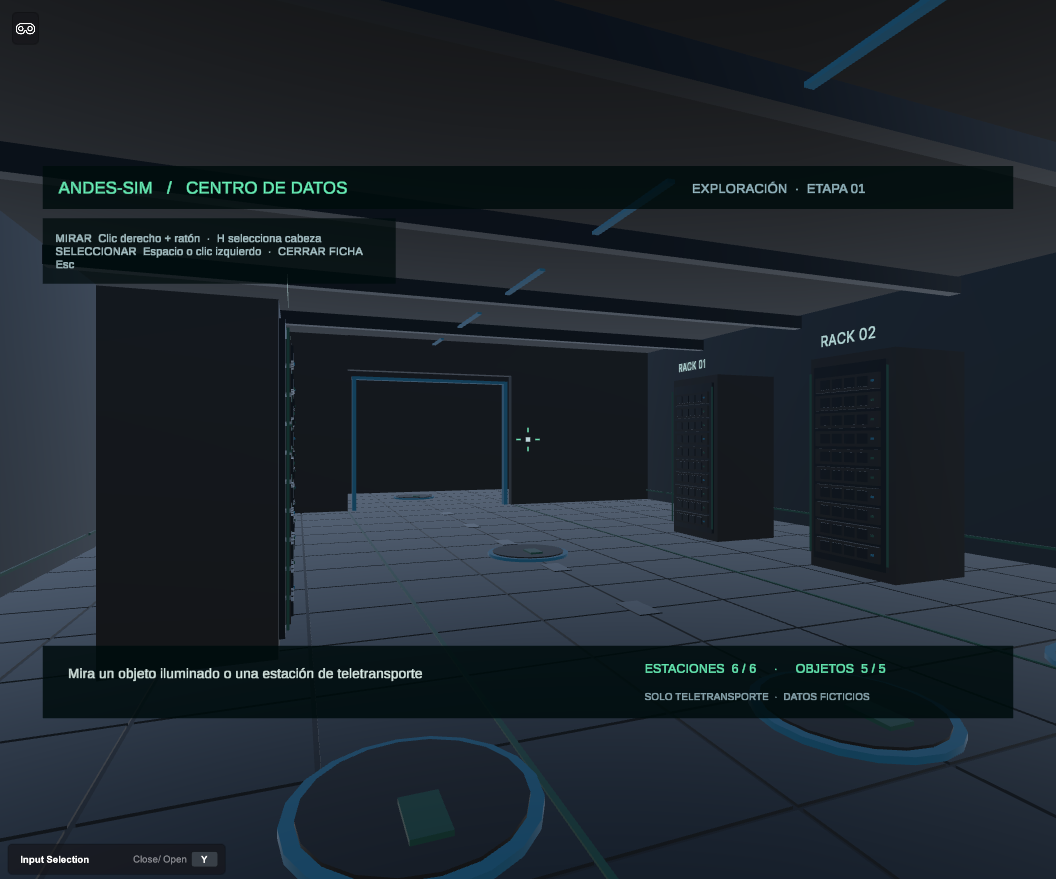 ANDES-SIM / CENTRO DE DATOS
EXPLORACIÓN · ETAPA 01
MIRAR Clic derecho + ratón · H selecciona cabeza
SELECCIONAR Espacio o clic izquierdo · CERRAR FICHA
Esc
RACK 02
RACK 01
Mira un objeto iluminado o una estación de teletransporte
ESTACIONES 6 / 6 · OBJETOS 5 / 5
SOLO TELETRANSPORTE · DATOS FICTICIOS
Input Selection Close/ Open Y